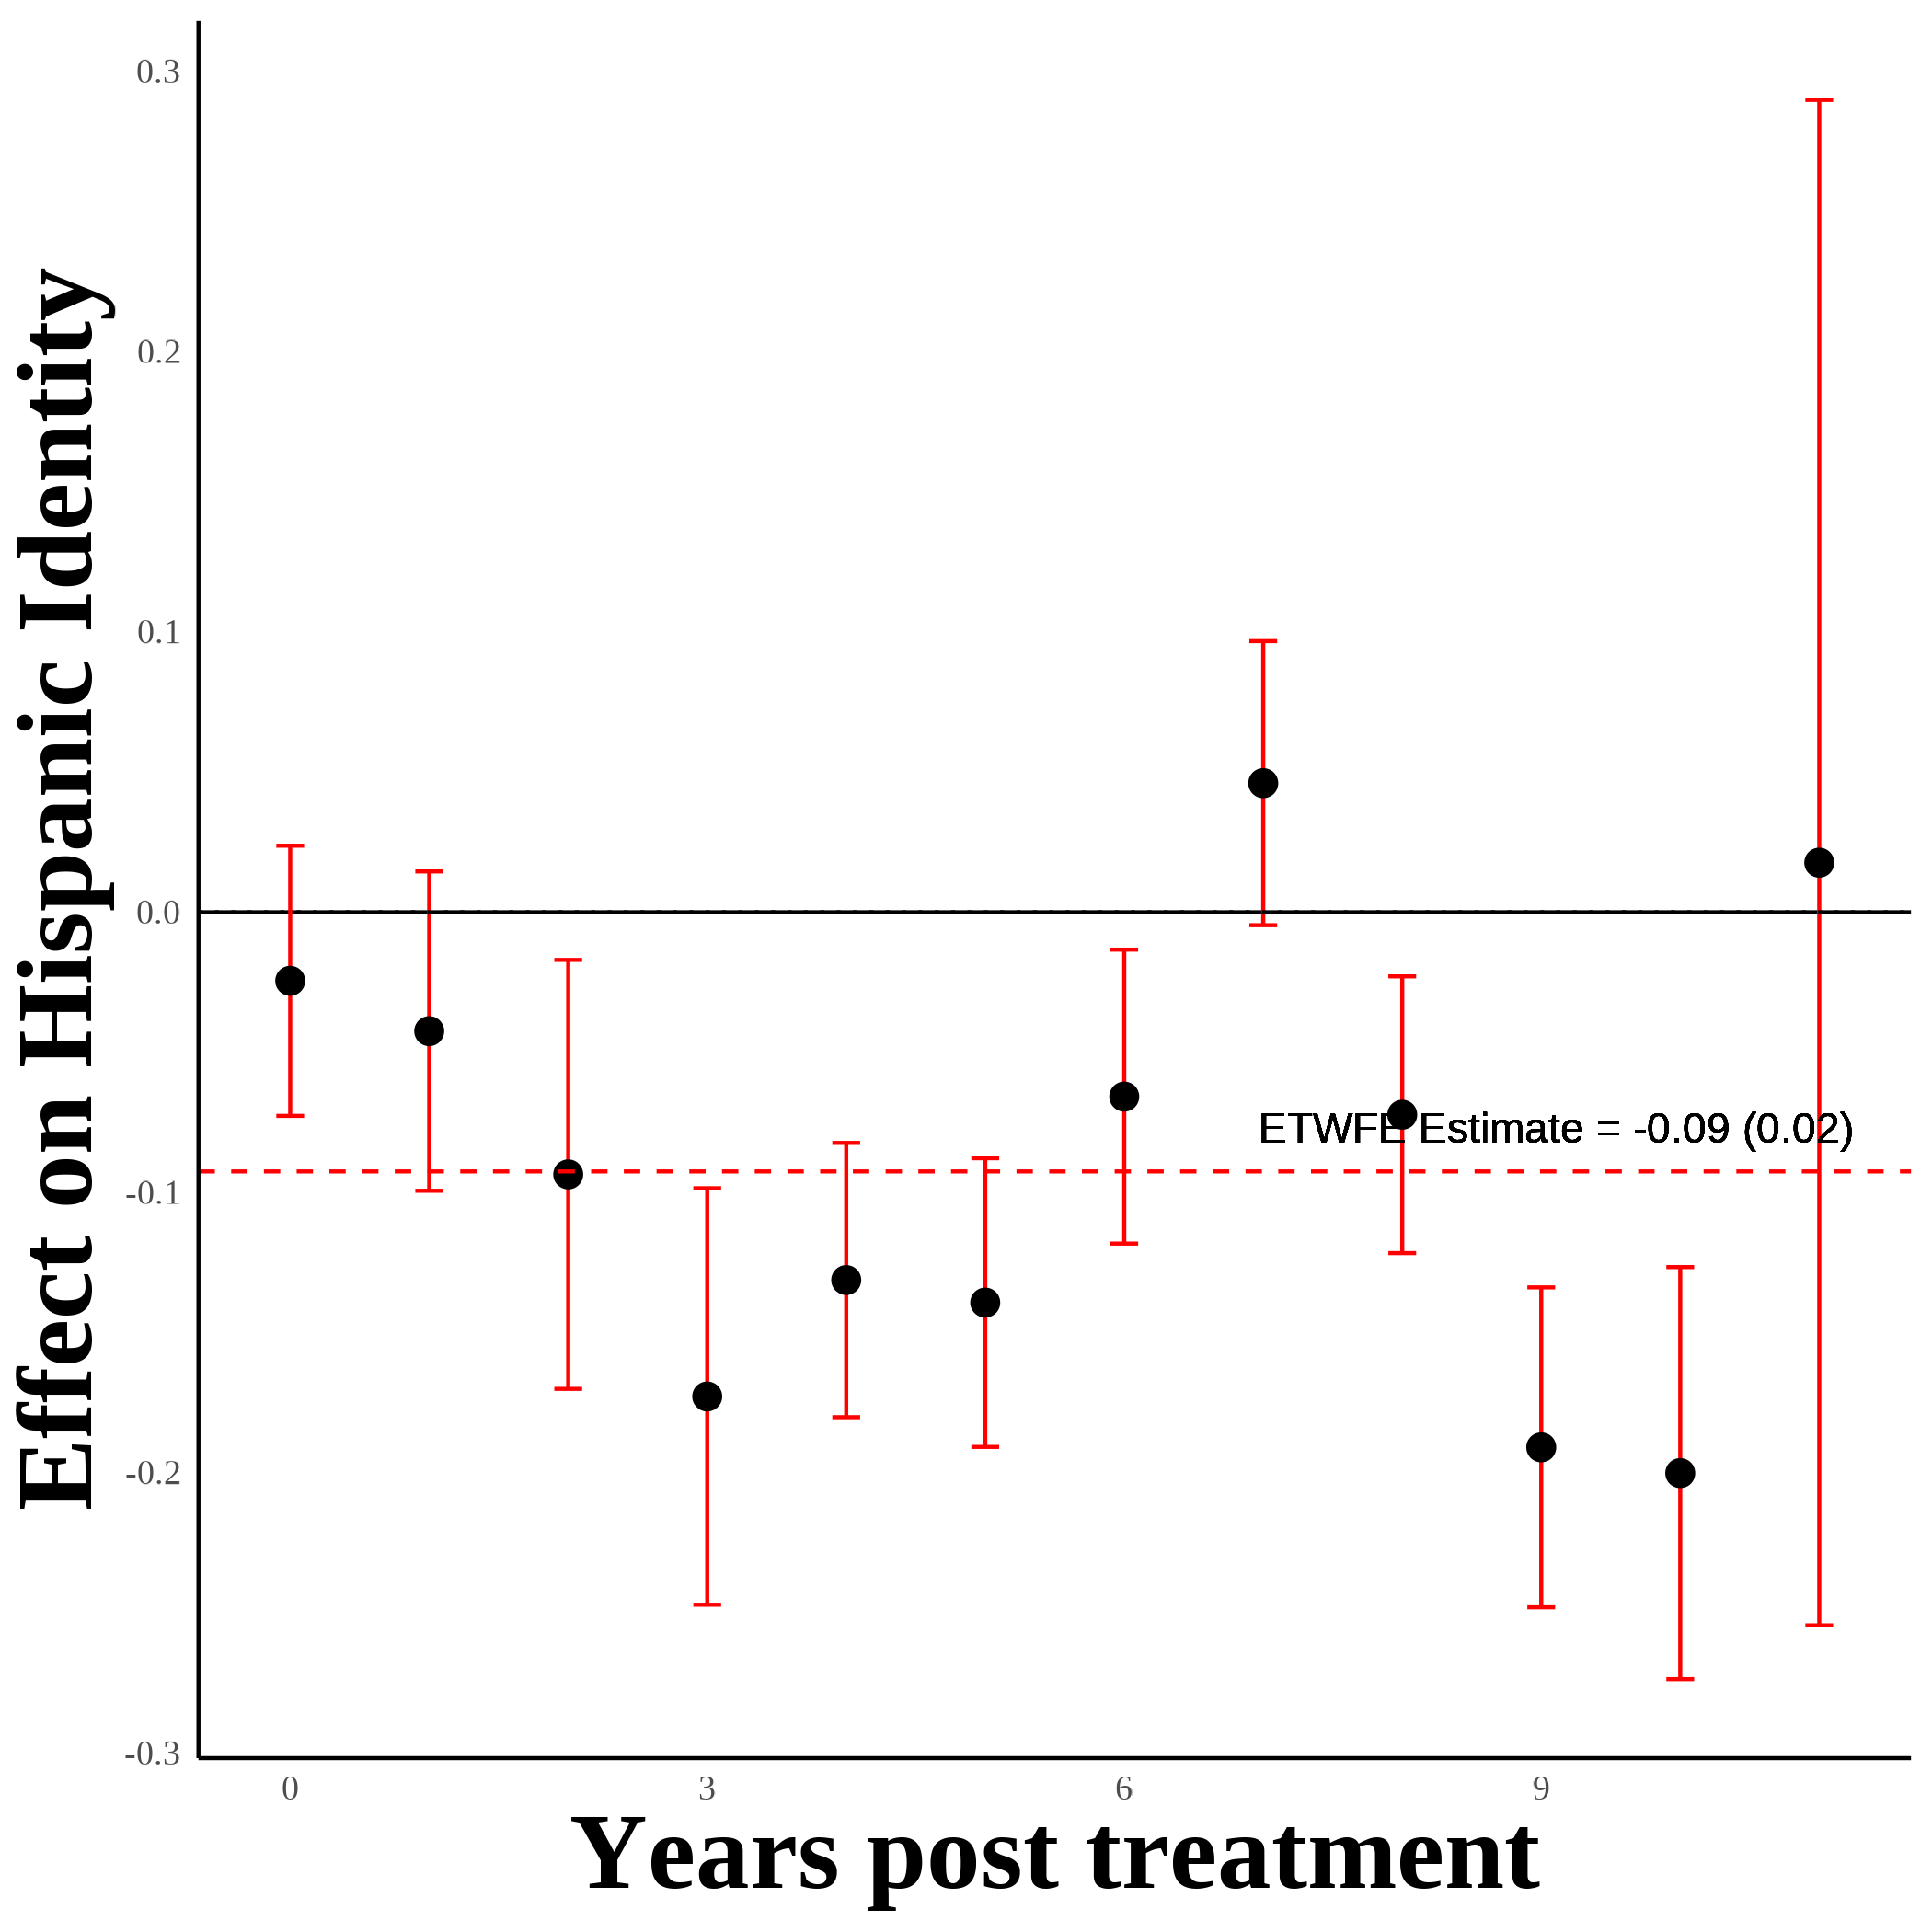 Effect on Hispanic Identity
0.3
0.2
0.1
0.0
-0.1
-0.2
-0.3
ETWFE Estimate = -0.09 (0.02)
0 3 6 9
Years post treatment